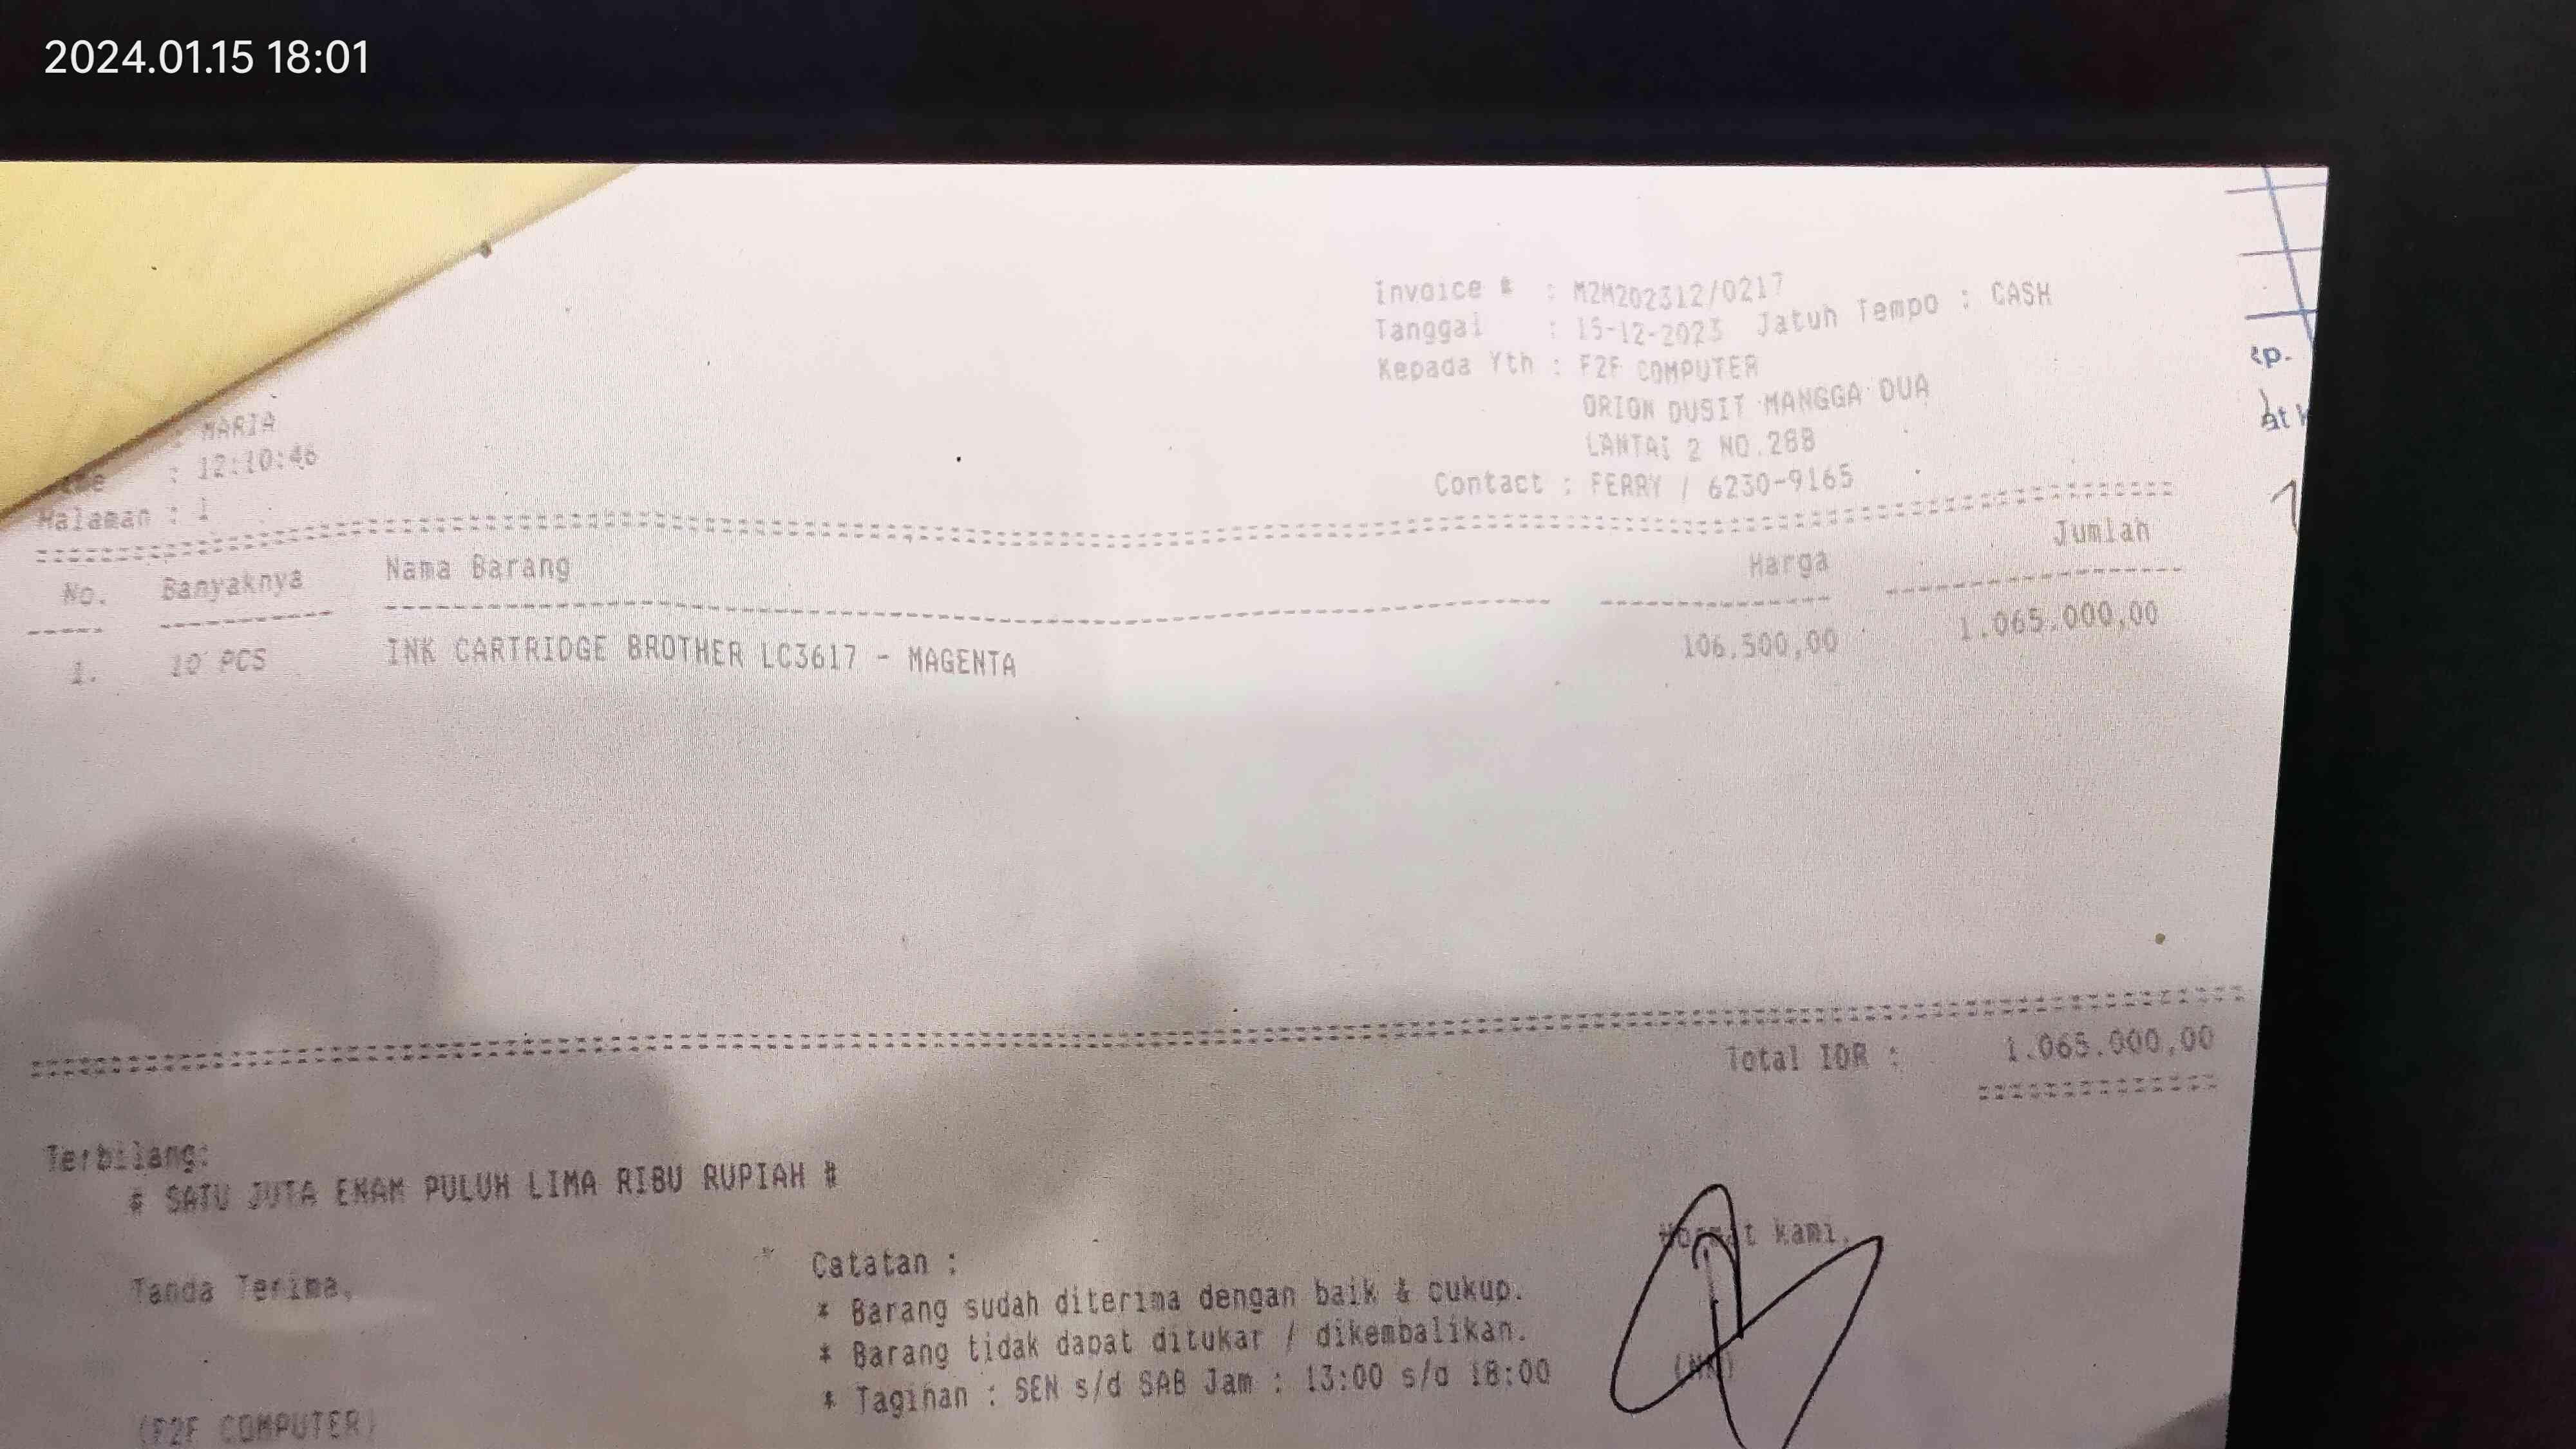 2024.01.15 18:01
Invoice # : M2M202312/0217
Tanggal : 15-12-2023 Jatuh Tempo : CASH
Kepada Yth : F2F COMPUTER
ORION DUSIT MANGGA DUA
LANTAI 2 NO.28B
Contact : FERRY / 6230-9165
: MARIA
: 12:10:46
Halaman : 1
No. Banyaknya Nama Barang Harga Jumlah
1. 10 PCS INK CARTRIDGE BROTHER LC3617 - MAGENTA 106.500,00 1.065.000,00
Total IDR : 1.065.000,00
Terbilang:
# SATU JUTA ENAM PULUH LIMA RIBU RUPIAH #
Tanda Terima,
Catatan :
* Barang sudah diterima dengan baik & cukup.
* Barang tidak dapat ditukar / dikembalikan.
* Tagihan : SEN s/d SAB Jam : 13:00 s/d 18:00
Hormat Kami,
(F2F COMPUTER)